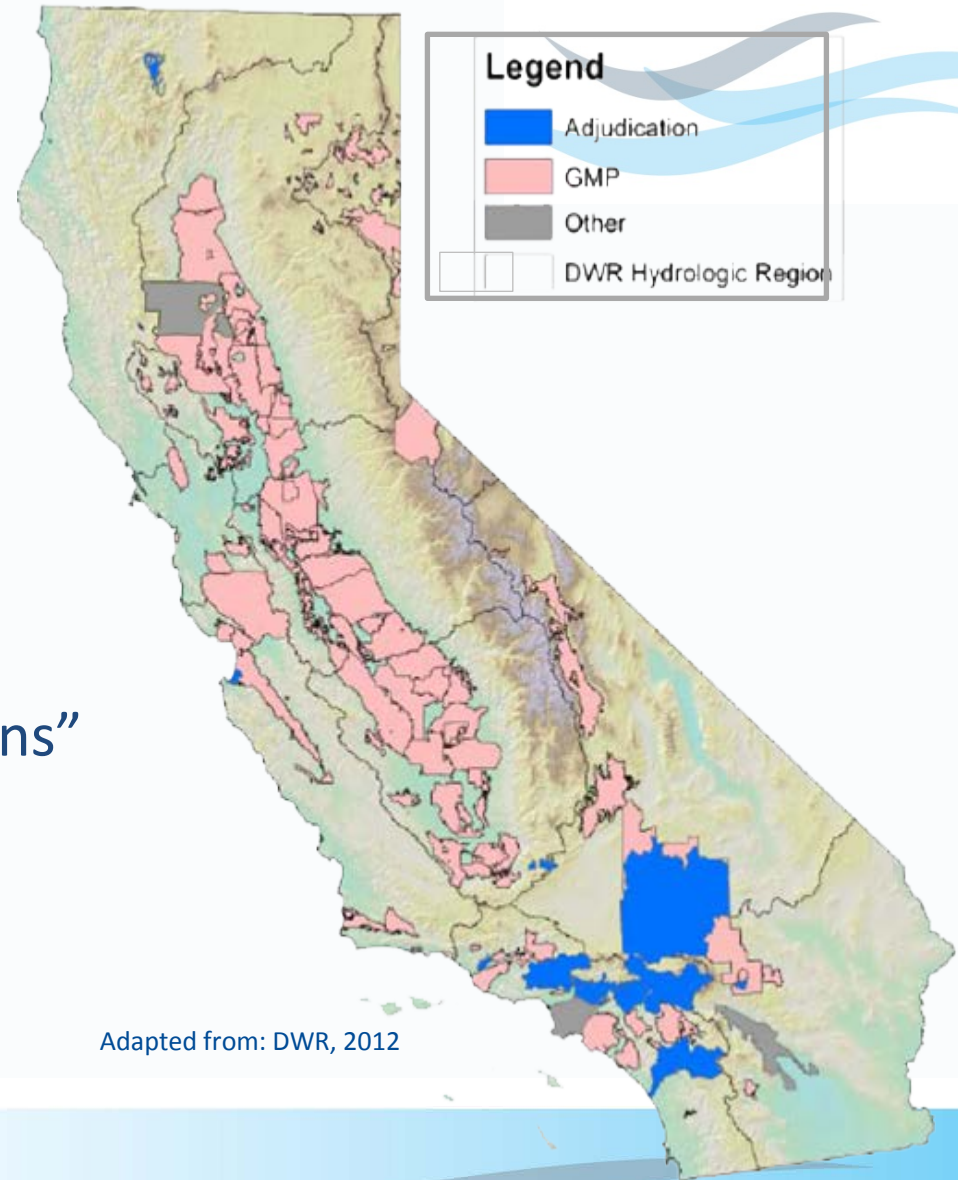 Legend
Adjudication
GMP
Other
DWR Hydrologic Region
ns”
Adapted from: DWR, 2012